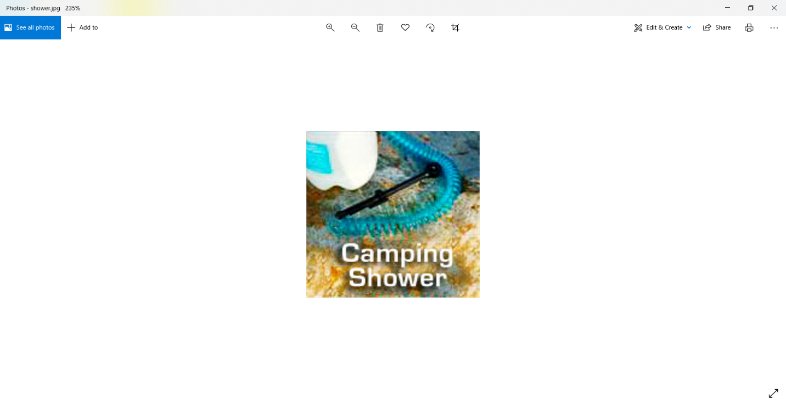 Photos - shower.jpg 235%
See all photos
Add to
Edit & Create
Share
Camping
Shower